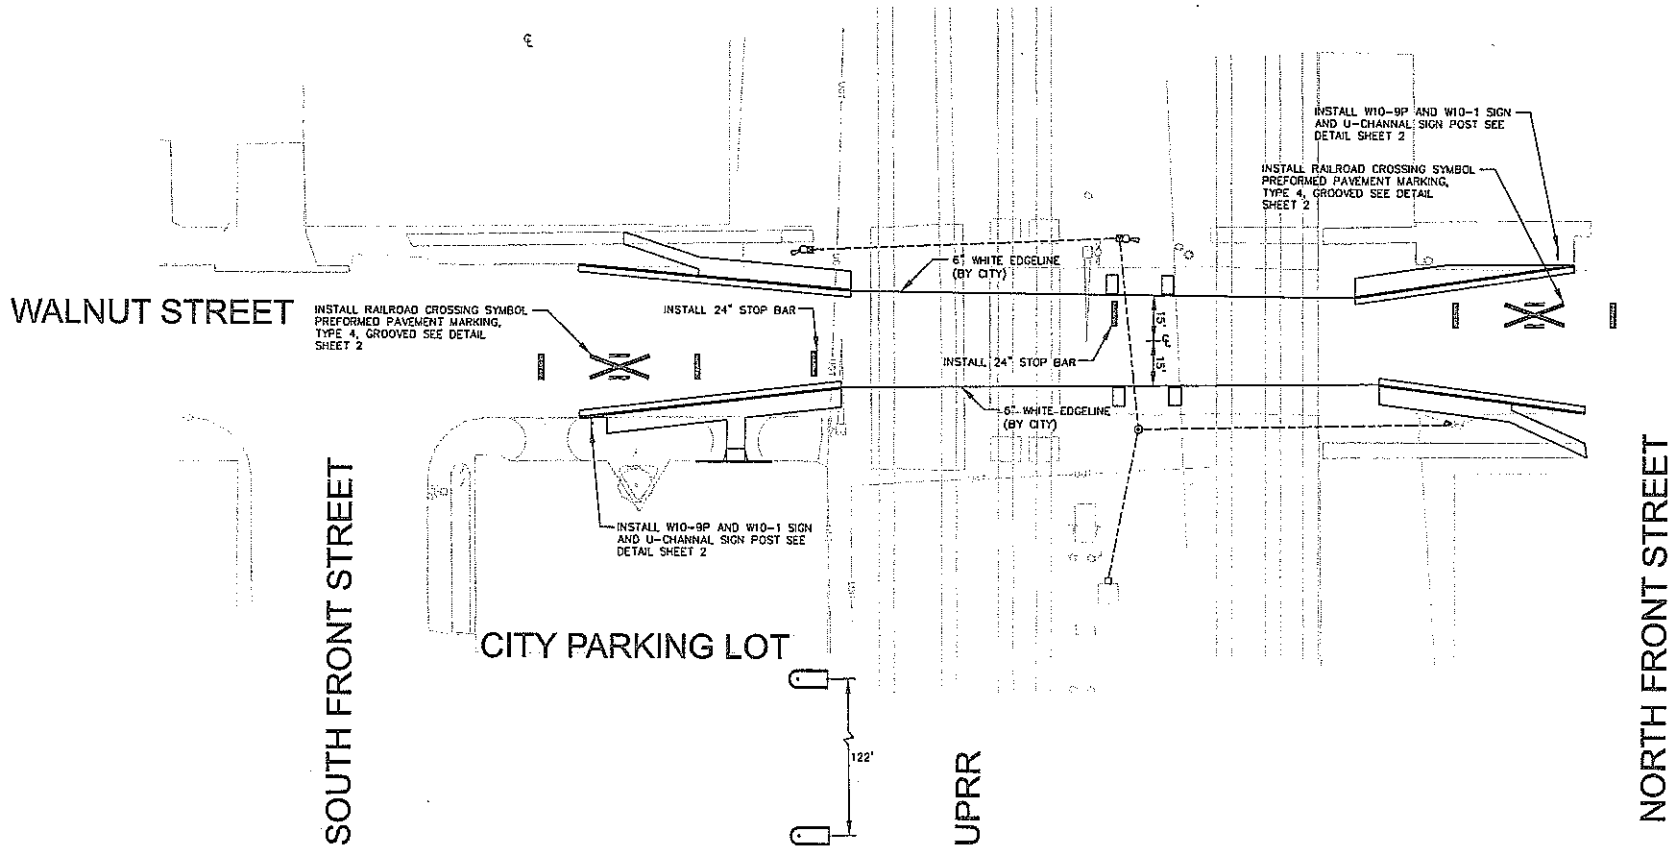 ℄
INSTALL W10-9P AND W10-1 SIGN
AND U-CHANNAL SIGN POST SEE
DETAIL SHEET 2
INSTALL RAILROAD CROSSING SYMBOL
PREFORMED PAVEMENT MARKING,
TYPE 4, GROOVED SEE DETAIL
SHEET 2
6" WHITE EDGELINE
(BY CITY)
WALNUT STREET
INSTALL RAILROAD CROSSING SYMBOL
PREFORMED PAVEMENT MARKING,
TYPE 4, GROOVED SEE DETAIL
SHEET 2
INSTALL 24" STOP BAR
15'
℄
15'
INSTALL 24" STOP BAR
6" WHITE EDGELINE
(BY CITY)
INSTALL W10-9P AND W10-1 SIGN
AND U-CHANNAL SIGN POST SEE
DETAIL SHEET 2
SOUTH FRONT STREET
CITY PARKING LOT
122'
UPRR
NORTH FRONT STREET